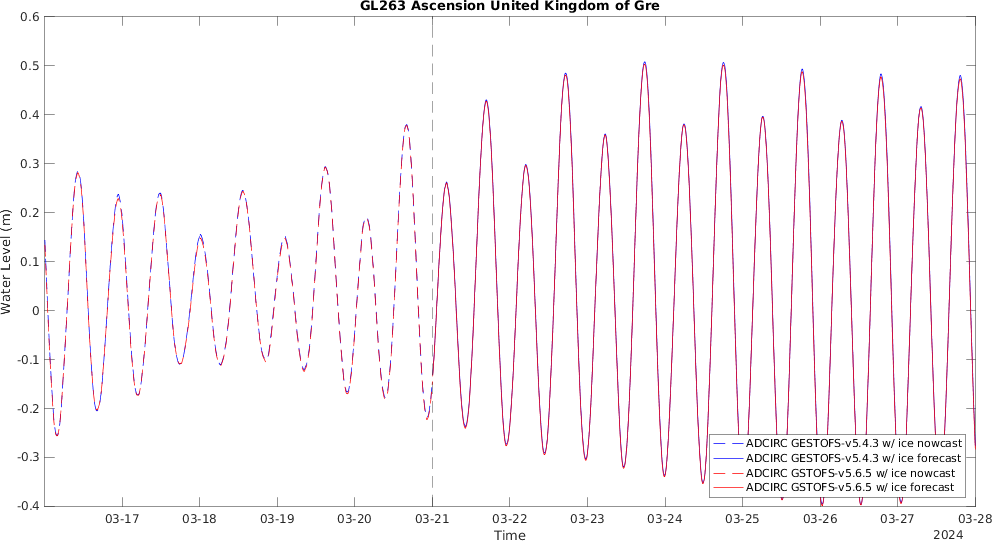 GL263 Ascension United Kingdom of Gre
Water Level (m)
0.6
0.5
0.4
0.3
0.2
0.1
0
-0.1
-0.2
-0.3
-0.4
ADCIRC GESTOFS-v5.4.3 w/ ice nowcast
ADCIRC GESTOFS-v5.4.3 w/ ice forecast
ADCIRC GSTOFS-v5.6.5 w/ ice nowcast
ADCIRC GSTOFS-v5.6.5 w/ ice forecast
03-17 03-18 03-19 03-20 03-21 03-22 03-23 03-24 03-25 03-26 03-27 03-28
Time
2024